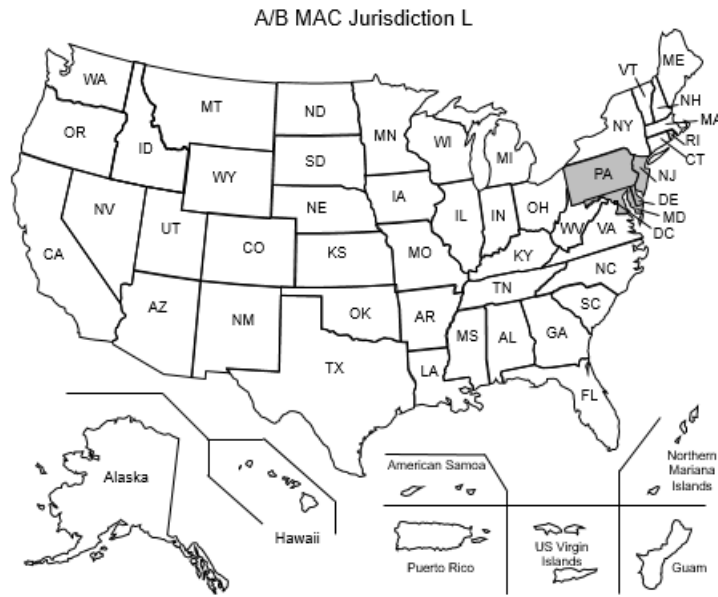 A/B MAC Jurisdiction L
WA
MT
ND
MN
VT
ME
NH
MA
RI
CT
NY
OR
ID
SD
WI
MI
WY
PA
NJ
IA
NE
DE
MD
DC
NV
UT
CO
IL
IN
OH
WV
VA
CA
KS
MO
KY
NC
TN
AZ
NM
OK
AR
SC
MS
AL
GA
TX
LA
FL
Alaska
Hawaii
American Samoa
Northern
Mariana
Islands
Puerto Rico
US Virgin
Islands
Guam